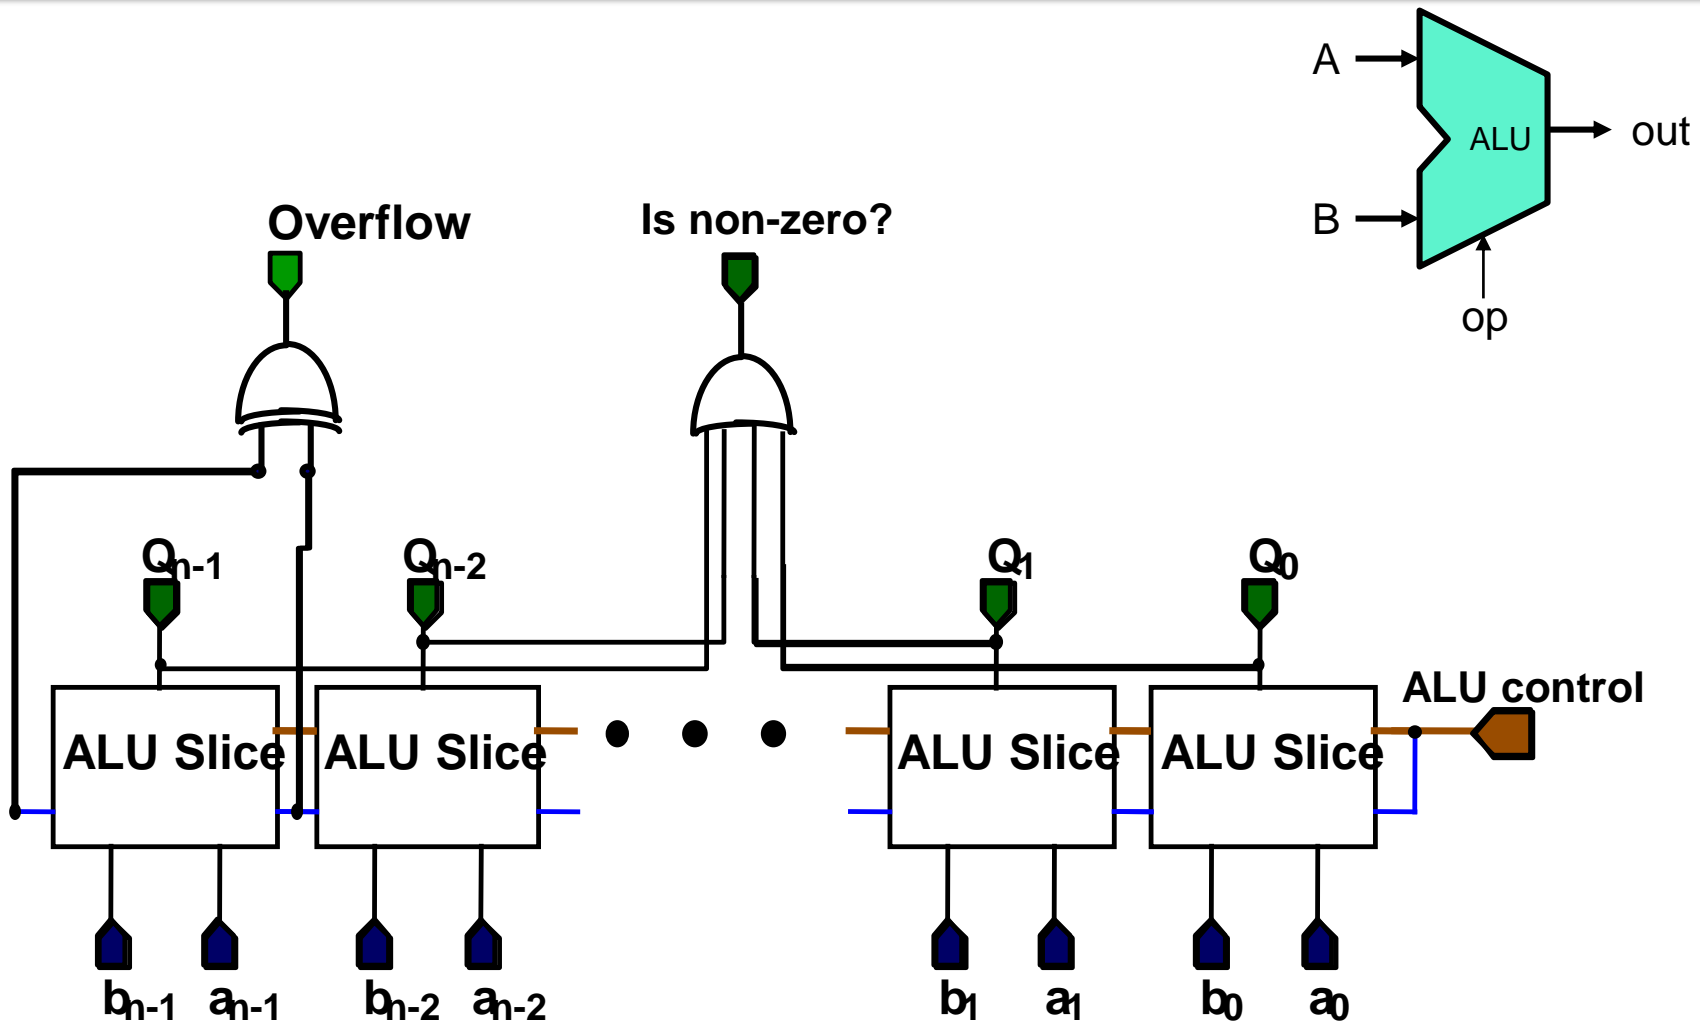 A
ALU
out
B
op
Overflow
Is non-zero?
Qn-1
Qn-2
Q1
Q0
ALU control
ALU Slice
ALU Slice
ALU Slice
ALU Slice
bn-1
an-1
bn-2
an-2
b1
a1
b0
a0